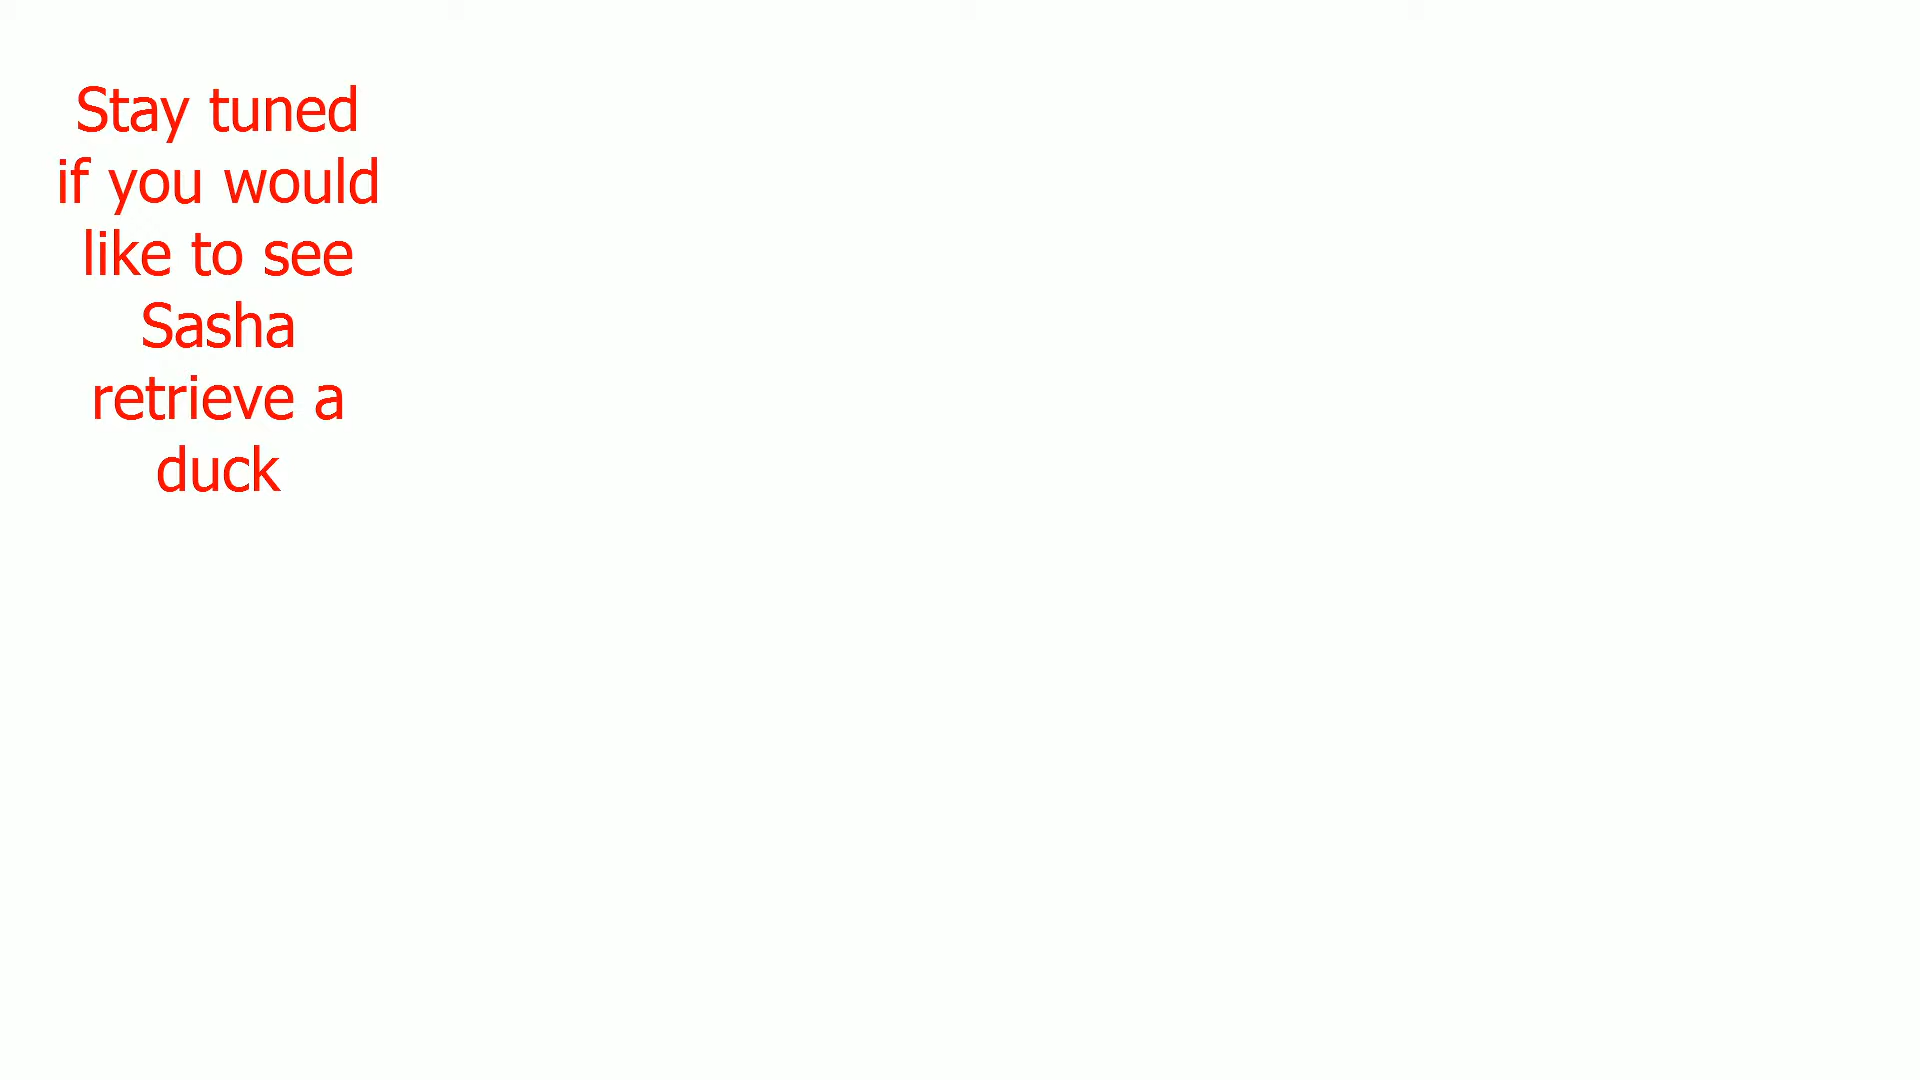 Stay tuned
if you would
like to see
Sasha
retrieve a
duck